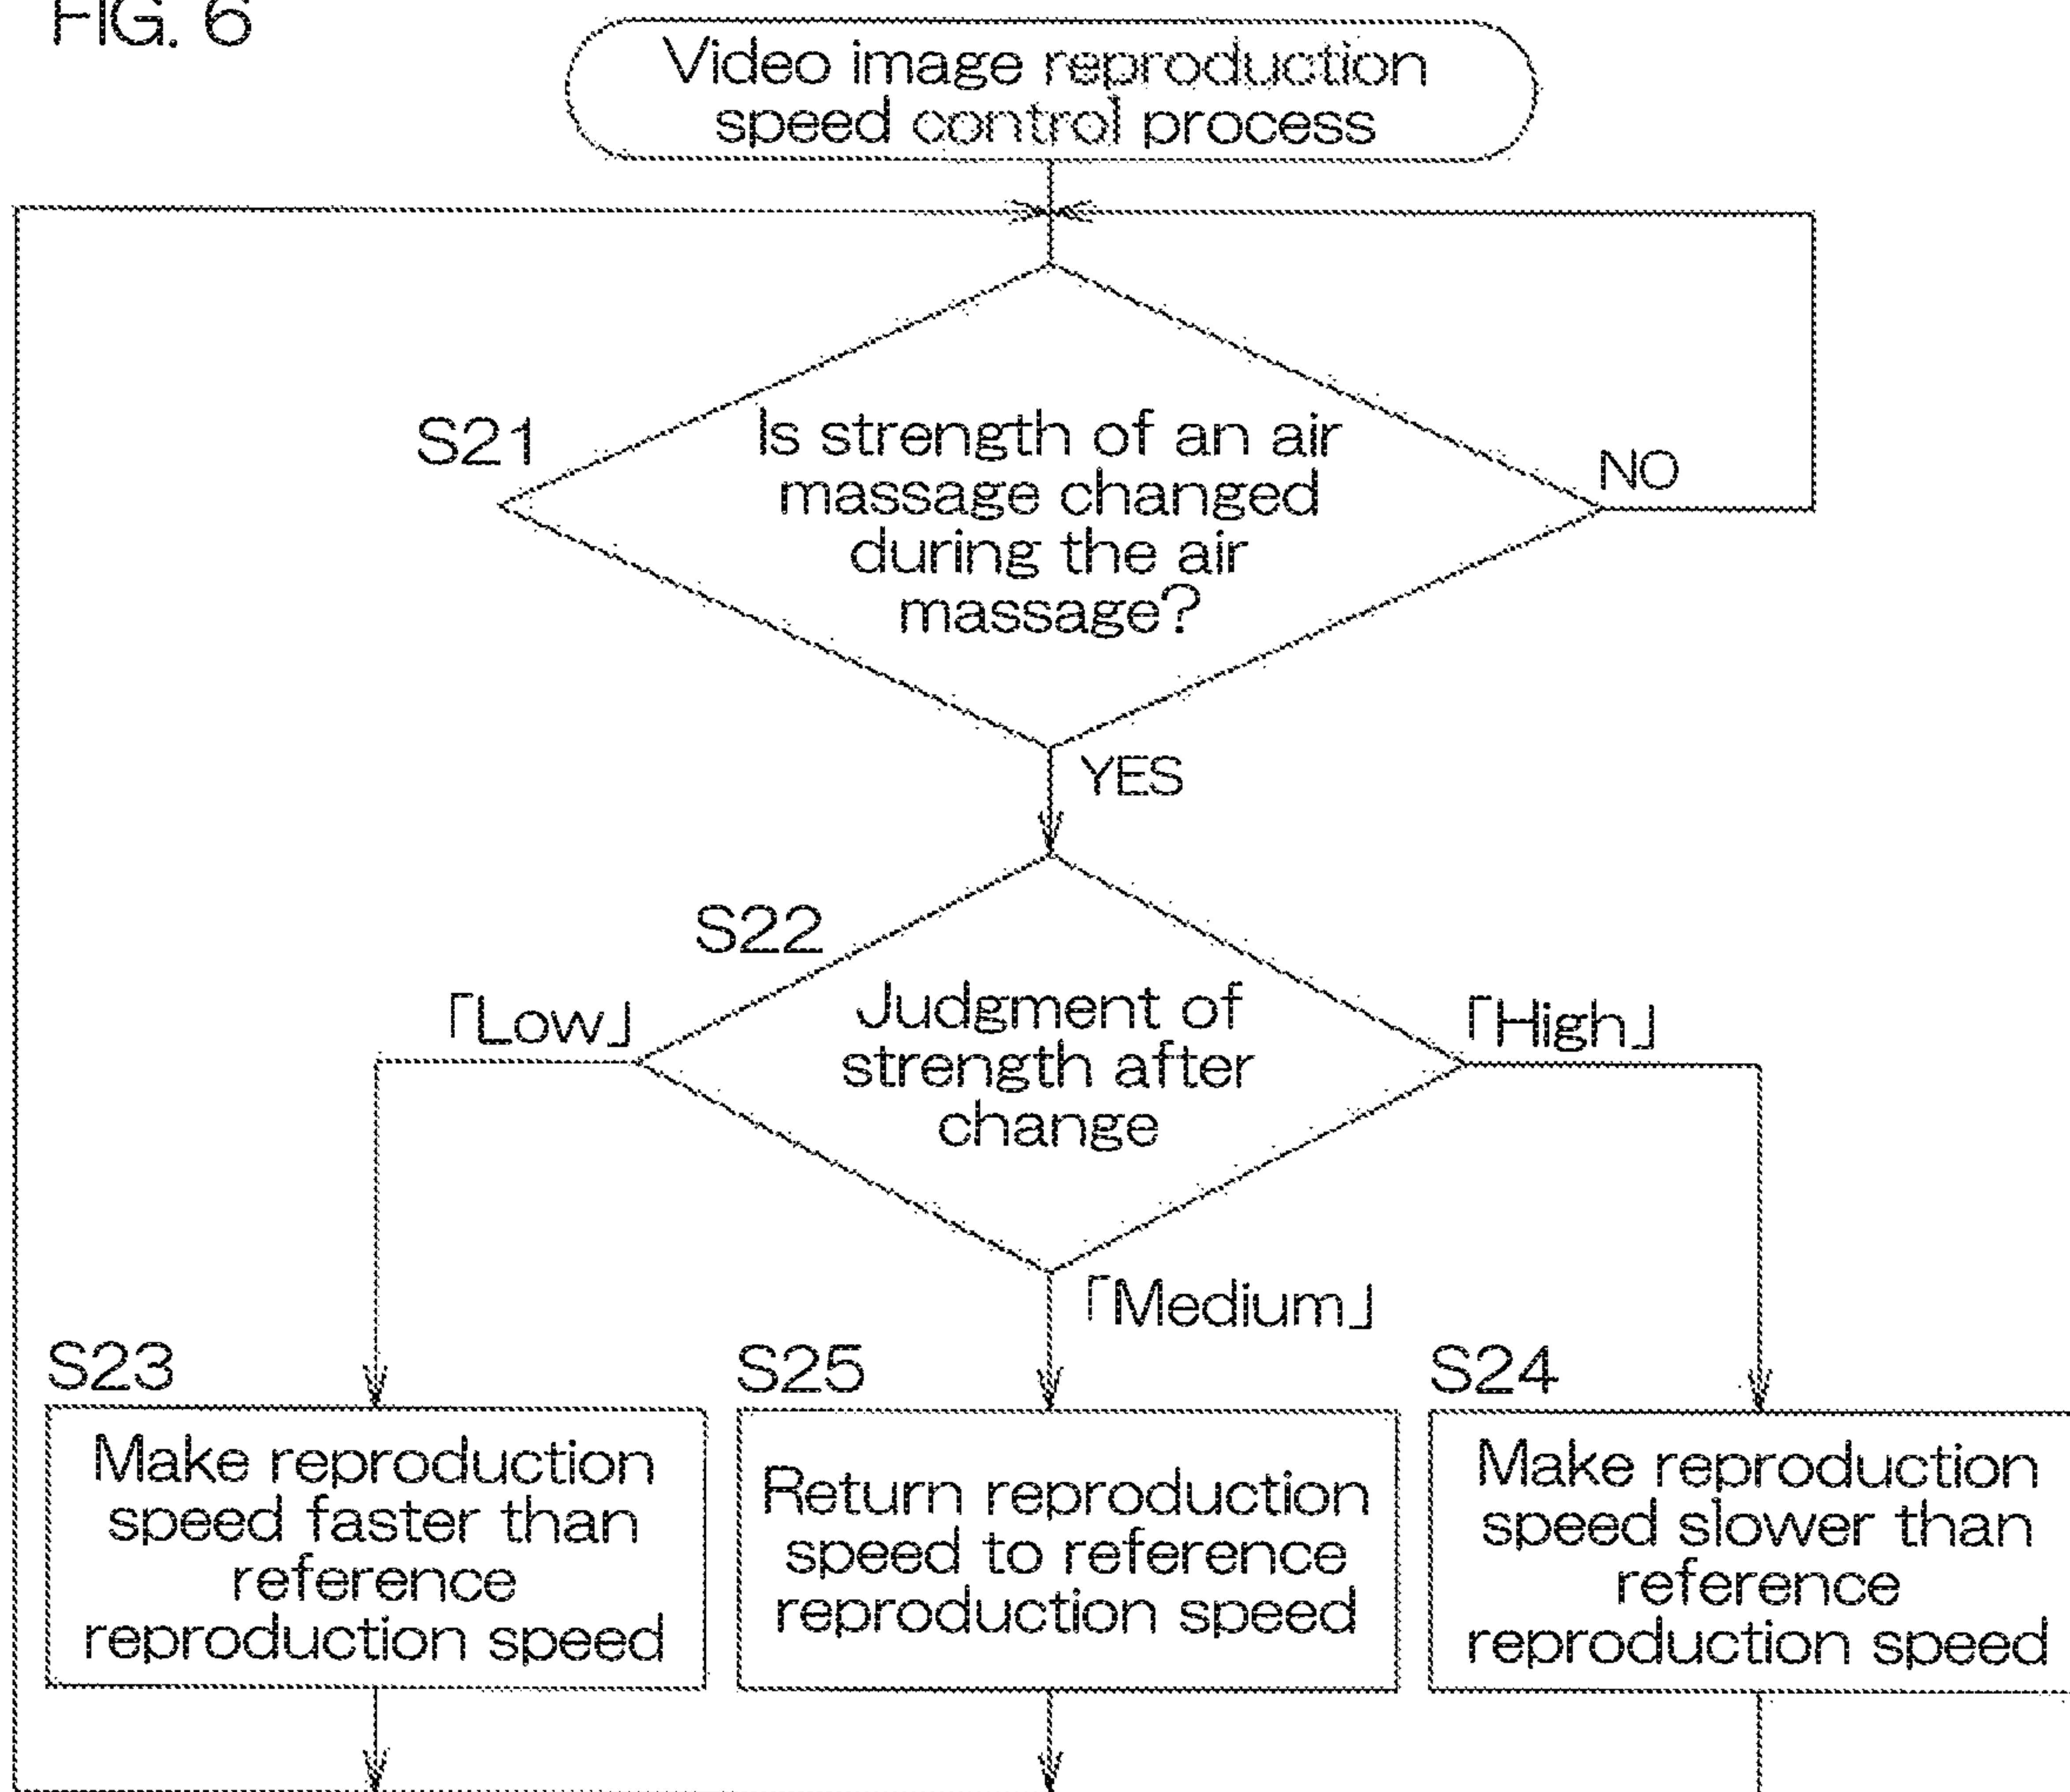 FIG. 6
Video image reproduction
speed control process
S21
Is strength of an air
massage changed
during the air
massage?
NO
YES
S22
Judgment of
strength after
change
「Low」
「High」
「Medium」
S23
Make reproduction
speed faster than
reference
reproduction speed
S25
Return reproduction
speed to reference
reproduction speed
S24
Make reproduction
speed slower than
reference
reproduction speed